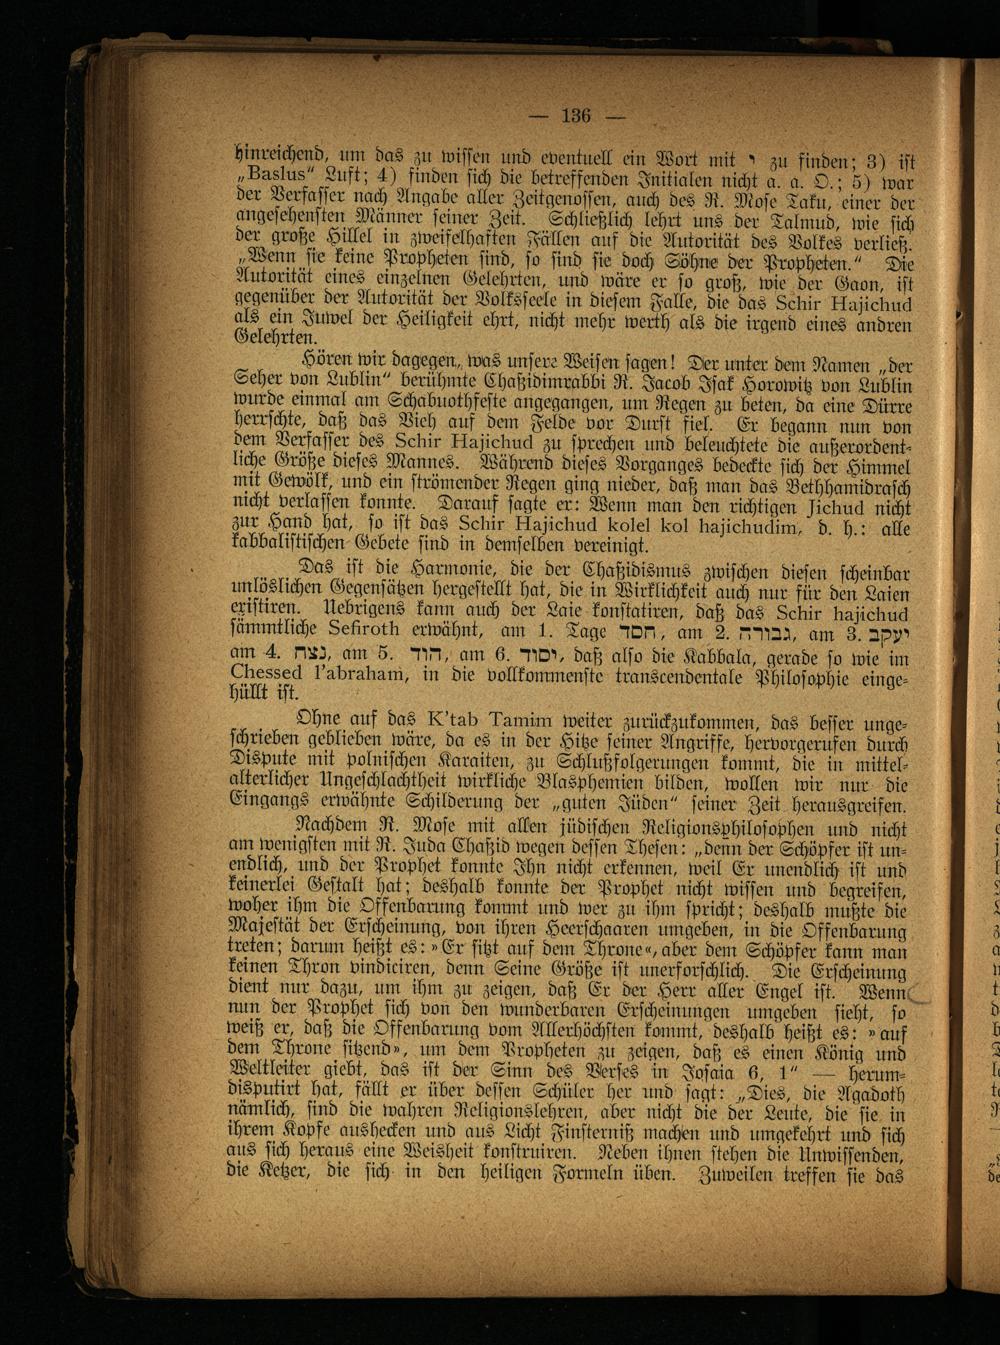 — 136 —
hinreichend, um das zu wissen und eventuell ein Wort mit י zu finden; 3) ist
„Baslus“ Luft; 4) finden sich die betreffenden Initialen nicht a. a. O.; 5) war
der Verfasser nach Angabe aller Zeitgenossen, auch des R. Mose Taku, einer der
angesehensten Männer seiner Zeit. Schließlich lehrt uns der Talmud, wie sich
der große Hillel in zweifelhaften Fällen auf die Autorität des Volkes verließ.
„Wenn sie keine Propheten sind, so sind sie doch Söhne der Propheten.“ Die
Autorität eines einzelnen Gelehrten, und wäre er so groß, wie der Gaon, ist
gegenüber der Autorität der Volksseele in diesem Falle, die das Schir Hajichud
als ein Juwel der Heiligkeit ehrt, nicht mehr werth als die irgend eines andren
Gelehrten.
Hören wir dagegen, was unsere Weisen sagen! Der unter dem Namen „der
Seher von Lublin“ berühmte Chaßidimrabbi R. Jacob Isak Horowitz von Lublin
wurde einmal am Schabuothfeste angegangen, um Regen zu beten, da eine Dürre
herrschte, daß das Vieh auf dem Felde vor Durst fiel. Er begann nun von
dem Verfasser des Schir Hajichud zu sprechen und beleuchtete die außerordent-
liche Größe dieses Mannes. Während dieses Vorganges bedeckte sich der Himmel
mit Gewölk, und ein strömender Regen ging nieder, daß man das Bethhamidrasch
nicht verlassen konnte. Darauf sagte er: Wenn man den richtigen Jichud nicht
zur Hand hat, so ist das Schir Hajichud kolel kol hajichudim, d. h.: alle
kabbalistischen Gebete sind in demselben vereinigt.
Das ist die Harmonie, die der Chaßidismus zwischen diesen scheinbar
unlöslichen Gegensätzen hergestellt hat, die in Wirklichkeit auch nur für den Laien
existiren. Uebrigens kann auch der Laie konstatiren, daß das Schir hajichud
sämmtliche Sefiroth erwähnt, am 1. Tage חסד, am 2. גבורה, am 3. יעקב
am 4. נצח, am 5. הוד, am 6. יסוד, daß also die Kabbala, gerade so wie im
Chessed l'abraham, in die vollkommenste transcendentale Philosophie einge-
hüllt ist.
Ohne auf das K'tab Tamim weiter zurückzukommen, das besser unge-
schrieben geblieben wäre, da es in der Hitze seiner Angriffe, hervorgerufen durch
Dispute mit polnischen Karaiten, zu Schlußfolgerungen kommt, die in mittel-
alterlicher Ungeschlachtheit wirkliche Blasphemien bilden, wollen wir nur die
Eingangs erwähnte Schilderung der „guten Jüden“ seiner Zeit herausgreifen.
Nachdem R. Mose mit allen jüdischen Religionsphilosophen und nicht
am wenigsten mit R. Juda Chaßid wegen dessen Thesen: „denn der Schöpfer ist un-
endlich, und der Prophet konnte Ihn nicht erkennen, weil Er unendlich ist und
keinerlei Gestalt hat; deshalb konnte der Prophet nicht wissen und begreifen,
woher ihm die Offenbarung kommt und wer zu ihm spricht; deshalb mußte die
Majestät der Erscheinung, von ihren Heerschaaren umgeben, in die Offenbarung
treten; darum heißt es: »Er sitzt auf dem Throne«, aber dem Schöpfer kann man
keinen Thron vindiciren, denn Seine Größe ist unerforschlich. Die Erscheinung
dient nur dazu, um ihm zu zeigen, daß Er der Herr aller Engel ist. Wenn
nun der Prophet sich von den wunderbaren Erscheinungen umgeben sieht, so
weiß er, daß die Offenbarung vom Allerhöchsten kommt, deshalb heißt es: »auf
dem Throne sitzend», um dem Propheten zu zeigen, daß es einen König und
Weltleiter giebt, das ist der Sinn des Verses in Josaia 6, 1“ — herum-
disputirt hat, fällt er über dessen Schüler her und sagt: „Dies, die Agadoth
nämlich, sind die wahren Religionslehren, aber nicht die der Leute, die sie in
ihrem Kopfe aushecken und aus Licht Finsterniß machen und umgekehrt und sich
aus sich heraus eine Weisheit konstruiren. Neben ihnen stehen die Unwissenden,
die Ketzer, die sich in den heiligen Formeln üben. Zuweilen treffen sie das